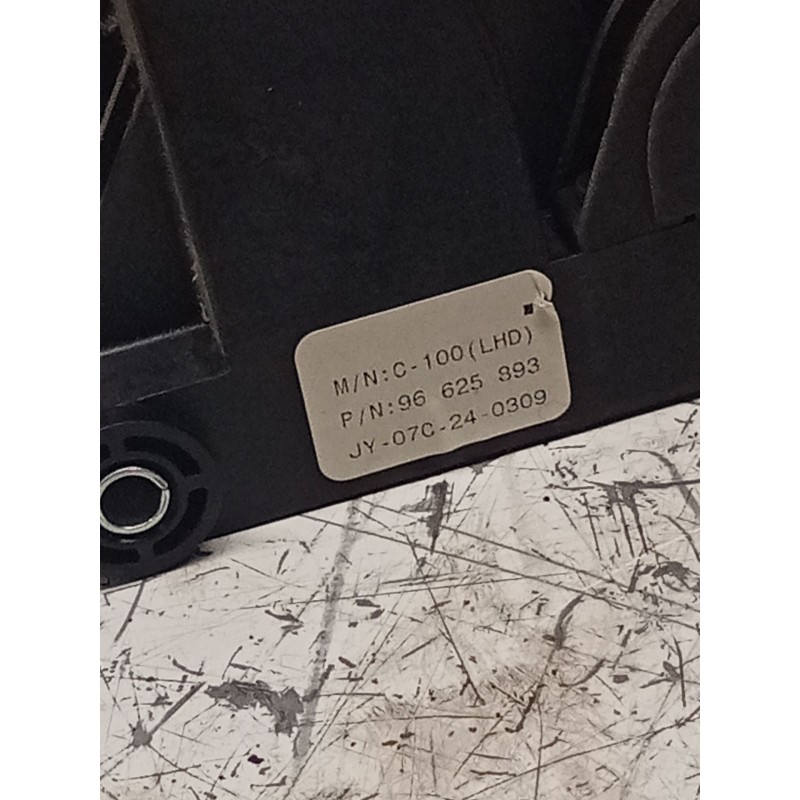 M/N:C-100(LHD)
P/N:96 625 893
JY-07C-24-0309